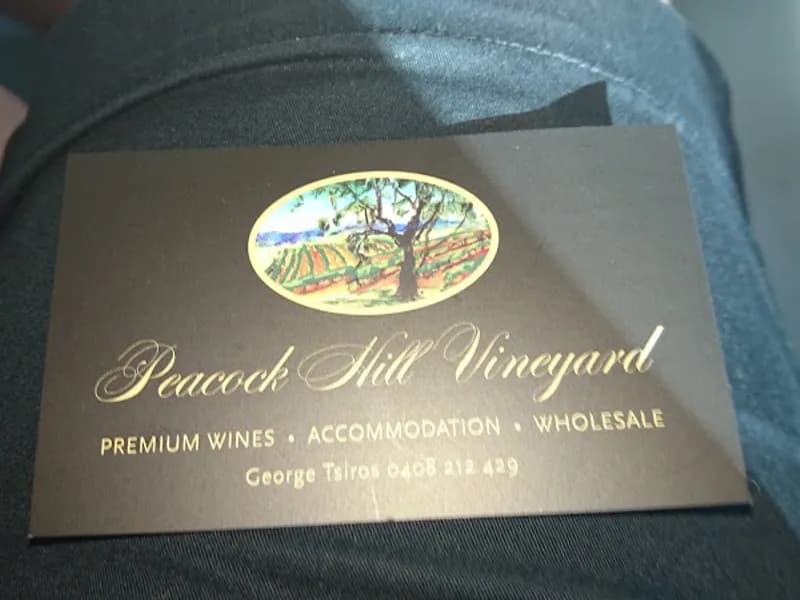 Peacock Hill Vineyard
PREMIUM WINES • ACCOMMODATION • WHOLESALE
George Tsiros 0408 212 429